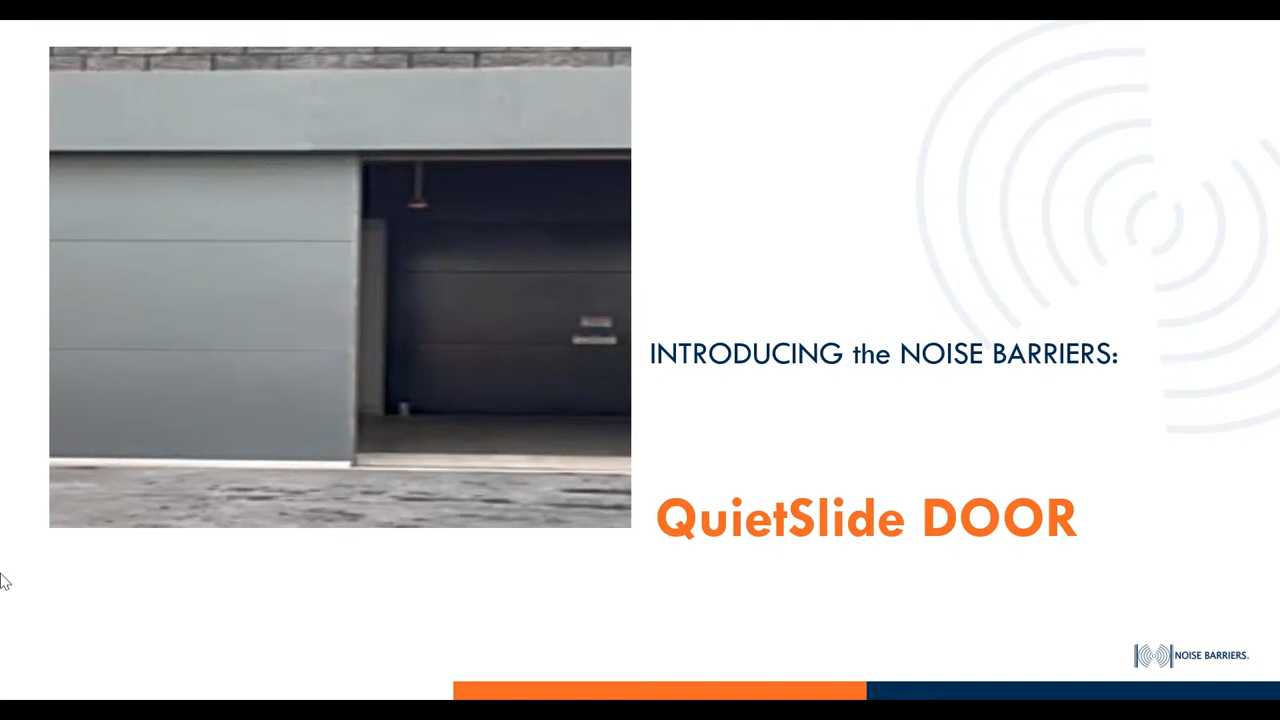 INTRODUCING the NOISE BARRIERS:
QuietSlide DOOR
NOISE BARRIERS.